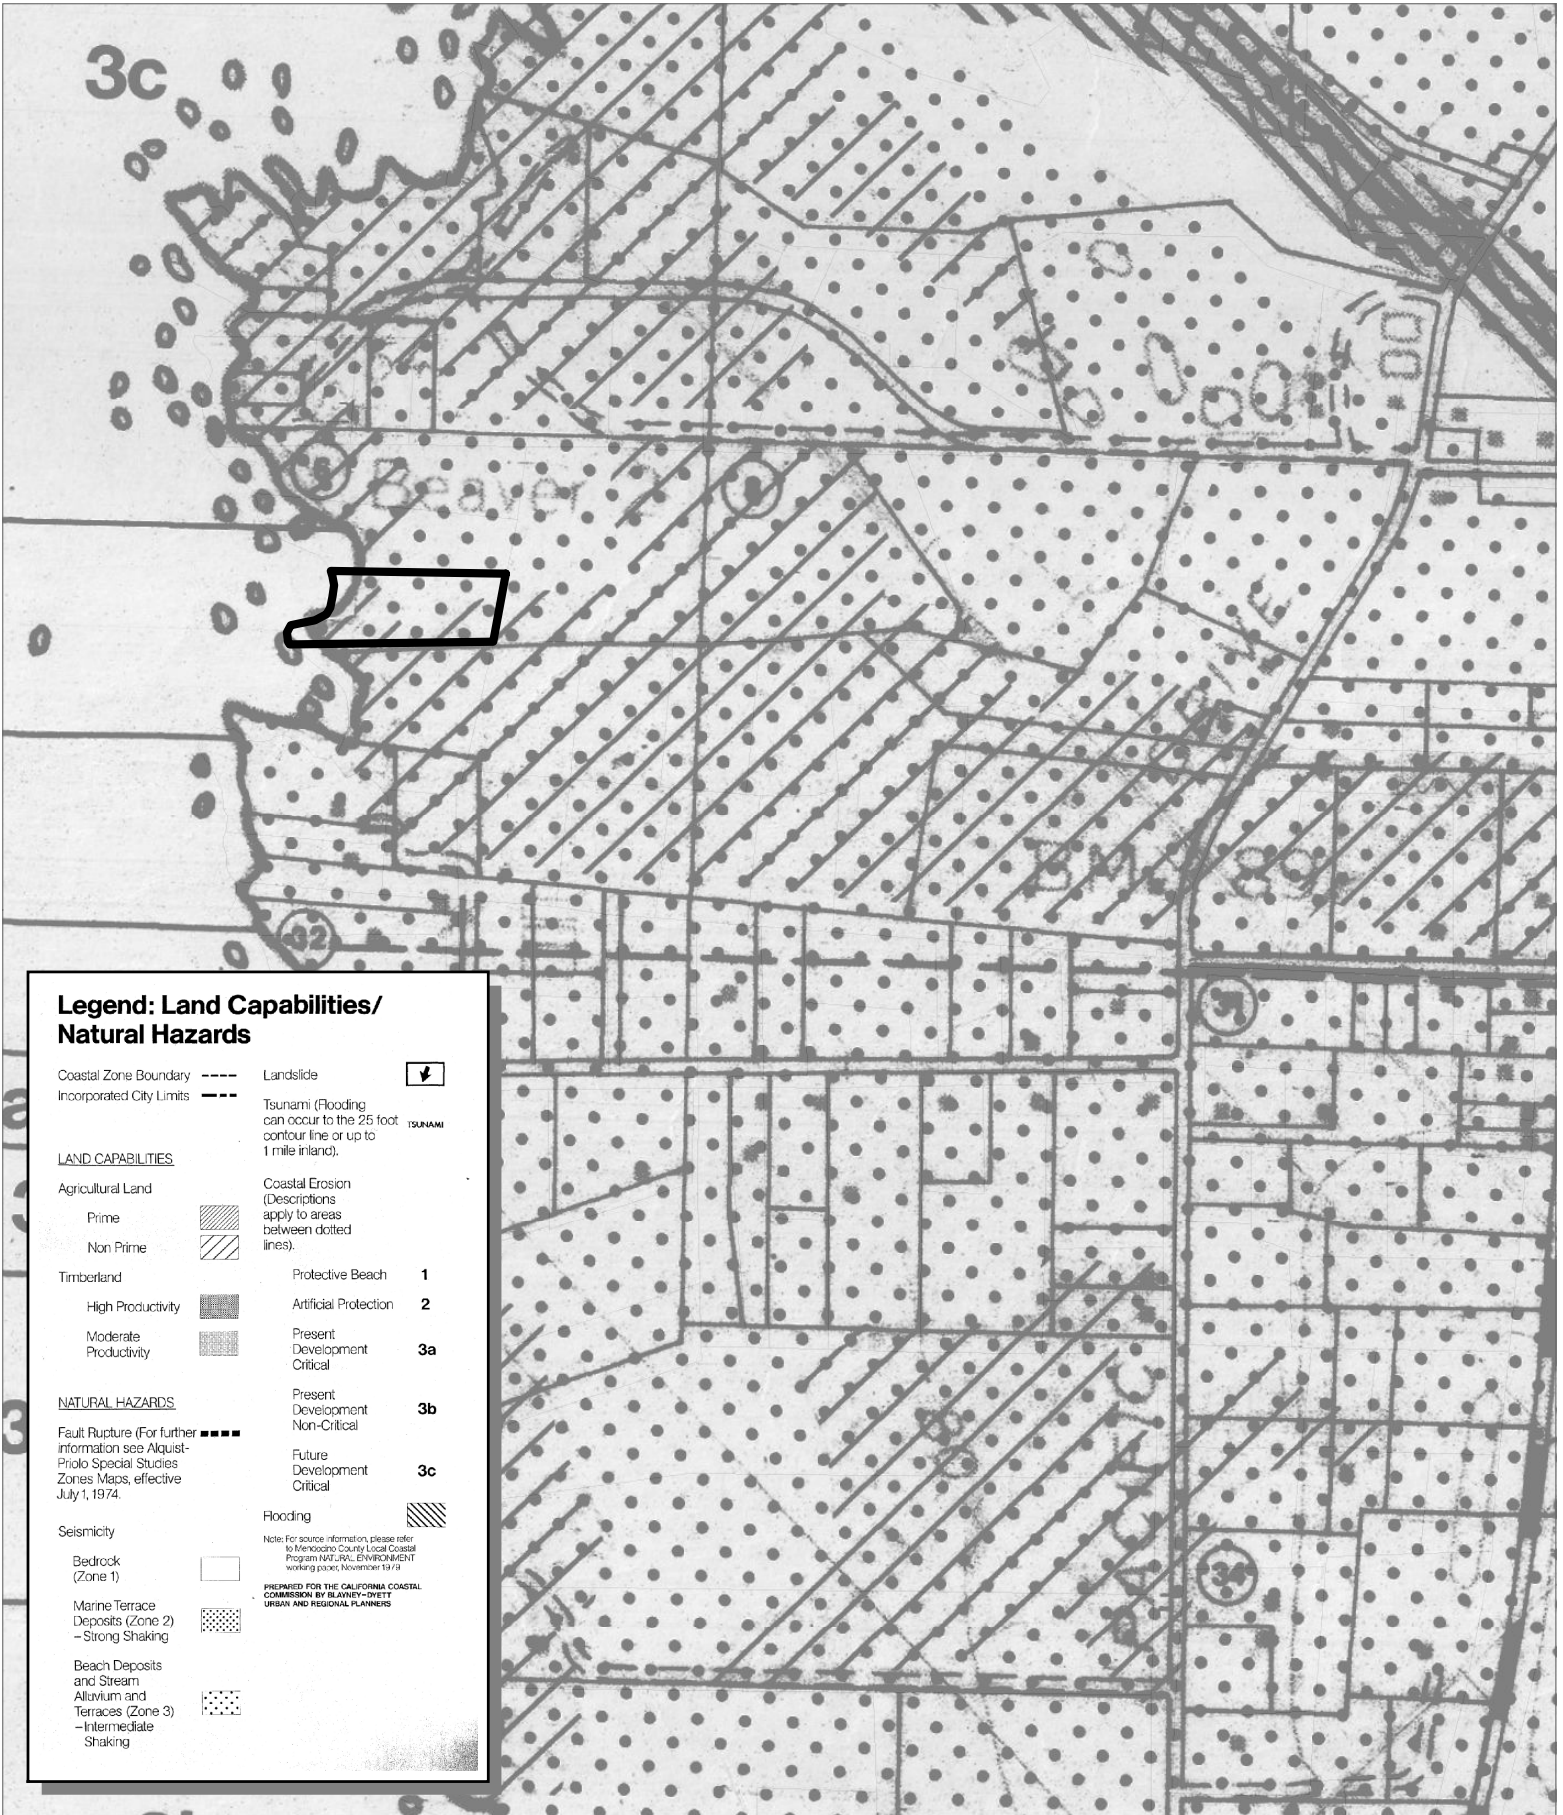 3c
Beaver
32
34
Legend: Land Capabilities/
Natural Hazards
Coastal Zone Boundary
Incorporated City Limits
LAND CAPABILITIES
Agricultural Land
Prime
Non Prime
Timberland
High Productivity
Moderate
Productivity
NATURAL HAZARDS
Fault Rupture (For further
information see Alquist-
Priolo Special Studies
Zones Maps, effective
July 1, 1974.
Seismicity
Bedrock
(Zone 1)
Marine Terrace
Deposits (Zone 2)
– Strong Shaking
Beach Deposits
and Stream
Alluvium and
Terraces (Zone 3)
– Intermediate
Shaking
Landslide
Tsunami (Flooding
can occur to the 25 foot
contour line or up to
1 mile inland).
TSUNAMI
Coastal Erosion
(Descriptions
apply to areas
between dotted
lines).
Protective Beach 1
Artificial Protection 2
Present
Development
Critical
3a
Present
Development
Non-Critical
3b
Future
Development
Critical
3c
Flooding
Note: For source information, please refer
to Mendocino County Local Coastal
Program NATURAL ENVIRONMENT
working paper, November 1979
PREPARED FOR THE CALIFORNIA COASTAL
COMMISSION BY BLAYNEY–DYETT
URBAN AND REGIONAL PLANNERS